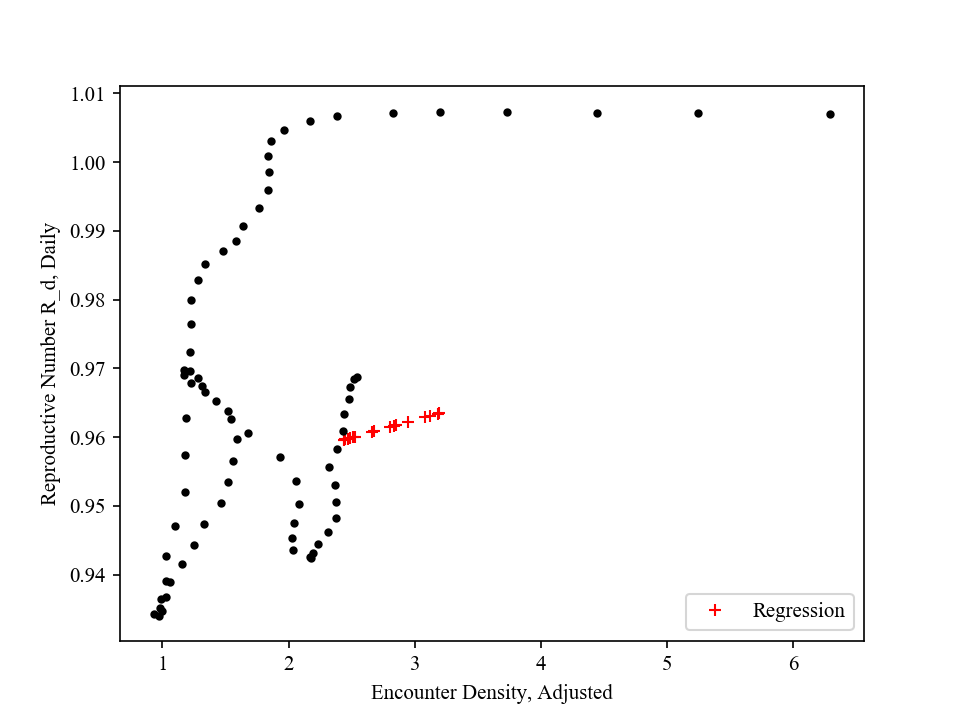 1.01
1.00
0.99
0.98
0.97
0.96
0.95
0.94
Reproductive Number R_d, Daily
Regression
1 2 3 4 5 6
Encounter Density, Adjusted